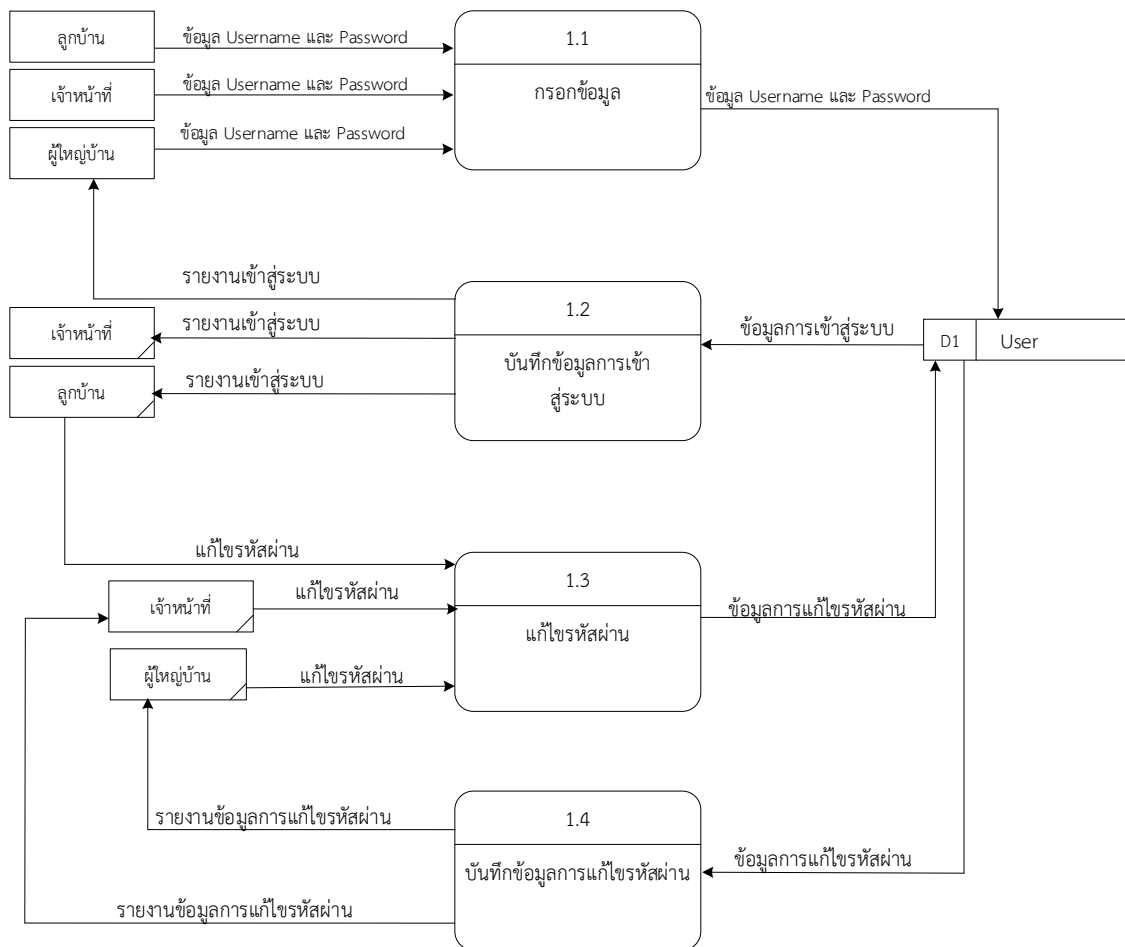 ลูกบ้าน
ข้อมูล Username และ Password
1.1
เจ้าหน้าที่
ข้อมูล Username และ Password
กรอกข้อมูล
ข้อมูล Username และ Password
ผู้ใหญ่บ้าน
ข้อมูล Username และ Password
รายงานเข้าสู่ระบบ
1.2
เจ้าหน้าที่
รายงานเข้าสู่ระบบ
ข้อมูลการเข้าสู่ระบบ
D1
User
บันทึกข้อมูลการเข้า
สู่ระบบ
ลูกบ้าน
รายงานเข้าสู่ระบบ
แก้ไขรหัสผ่าน
1.3
เจ้าหน้าที่
แก้ไขรหัสผ่าน
แก้ไขรหัสผ่าน
ข้อมูลการแก้ไขรหัสผ่าน
ผู้ใหญ่บ้าน
แก้ไขรหัสผ่าน
รายงานข้อมูลการแก้ไขรหัสผ่าน
1.4
บันทึกข้อมูลการแก้ไขรหัสผ่าน
ข้อมูลการแก้ไขรหัสผ่าน
รายงานข้อมูลการแก้ไขรหัสผ่าน